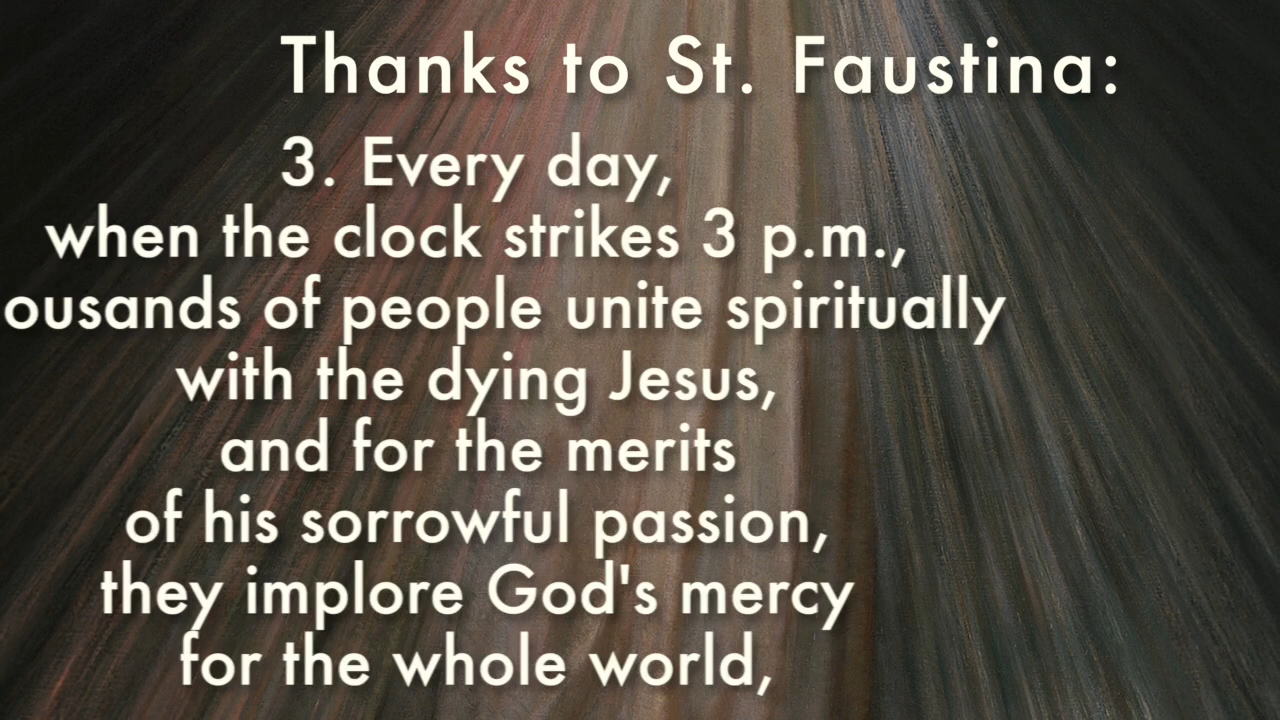 Thanks to St. Faustina:
3. Every day,
when the clock strikes 3 p.m.,
ousands of people unite spiritually
with the dying Jesus,
and for the merits
of his sorrowful passion,
they implore God's mercy
for the whole world,